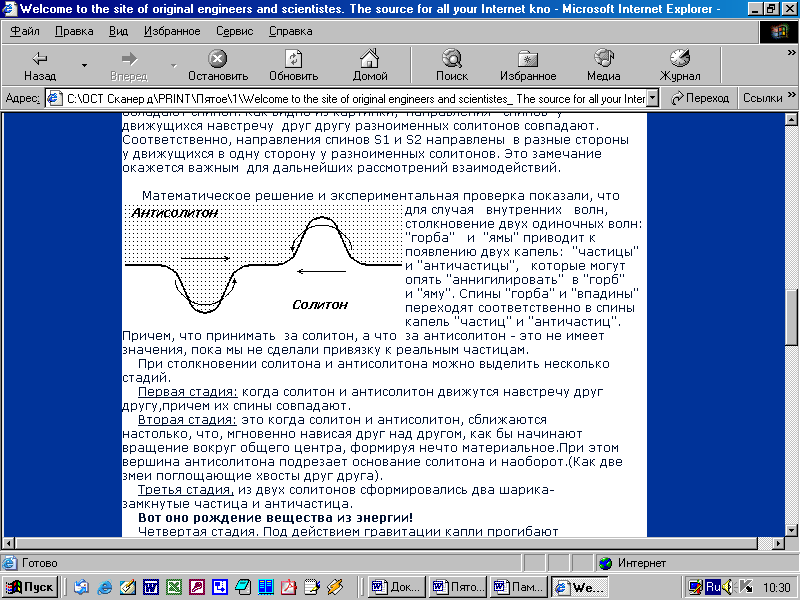 Welcome to the site of original engineers and scientistes. The source for all your Internet kno - Microsoft Internet Explorer -
Файл Правка Вид Избранное Сервис Справка
Назад Вперед Остановить Обновить Домой Поиск Избранное Медиа Журнал
Адрес: C:\ОСТ Сканер д\PRINT\Пятое\1\Welcome to the site of original engineers and scientistes_ The source for all your Inter Переход Ссылки
обладают спином. Как видно из картинки, направления спинов у
движущихся навстречу друг другу разноименных солитонов совпадают.
Соответственно, направления спинов S1 и S2 направлены в разные стороны
у движущихся в одну сторону у разноименных солитонов. Это замечание
окажется важным для дальнейших рассмотрений взаимодействий.
Математическое решение и экспериментальная проверка показали, что
Антисолитон
Солитон
для случая внутренних волн,
столкновение двух одиночных волн:
"горба" и "ямы" приводит к
появлению двух капель: "частицы"
и "античастицы", которые могут
опять "аннигилировать" в "горб"
и "яму". Спины "горба" и "впадины"
переходят соответственно в спины
капель "частиц" и "античастиц".
Причем, что принимать за солитон, а что за антисолитон - это не имеет
значения, пока мы не сделали привязку к реальным частицам.
При столкновении солитона и антисолитона можно выделить несколько
стадий.
Первая стадия: когда солитон и антисолитон движутся навстречу друг
другу,причем их спины совпадают.
Вторая стадия: это когда солитон и антисолитон, сближаются
настолько, что, мгновенно нависая друг над другом, как бы начинают
вращение вокруг общего центра, формируя нечто материальное.При этом
вершина антисолитона подрезает основание солитона и наоборот.(Как две
змеи поглощающие хвосты друг друга).
Третья стадия, из двух солитонов сформировались два шарика-
замкнутые частица и античастица.
Вот оно рождение вещества из энергии!
Четвертая стадия. Под действием гравитации капли прогибают
Готово Интернет
Пуск Док... Пято... Пам... We... Ru 10:30